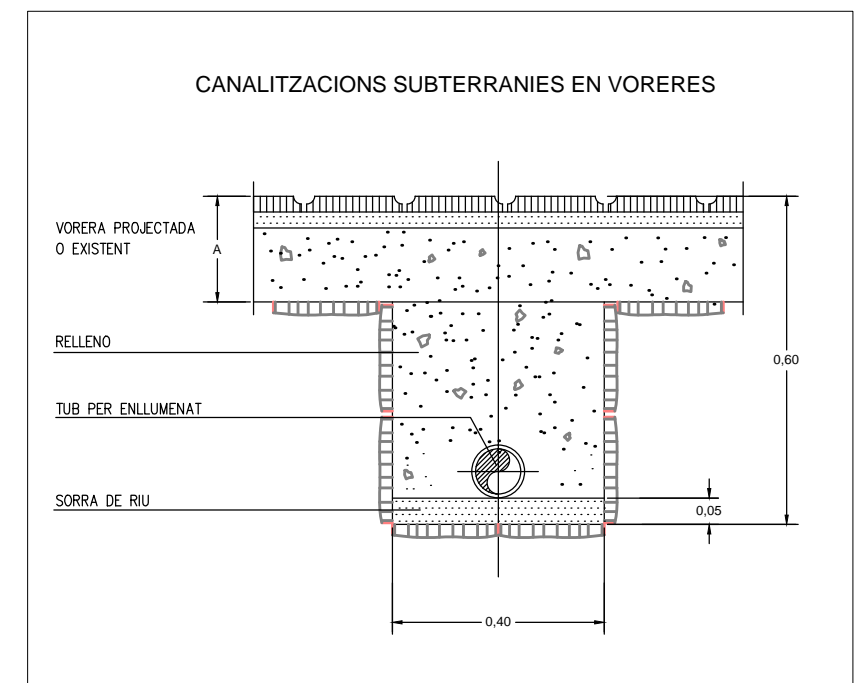 CANALITZACIONS SUBTERRANIES EN VORERES
VORERA PROJECTADA
O EXISTENT
A
RELLENO
0,60
TUB PER ENLLUMENAT
SORRA DE RIU
0,05
0,40